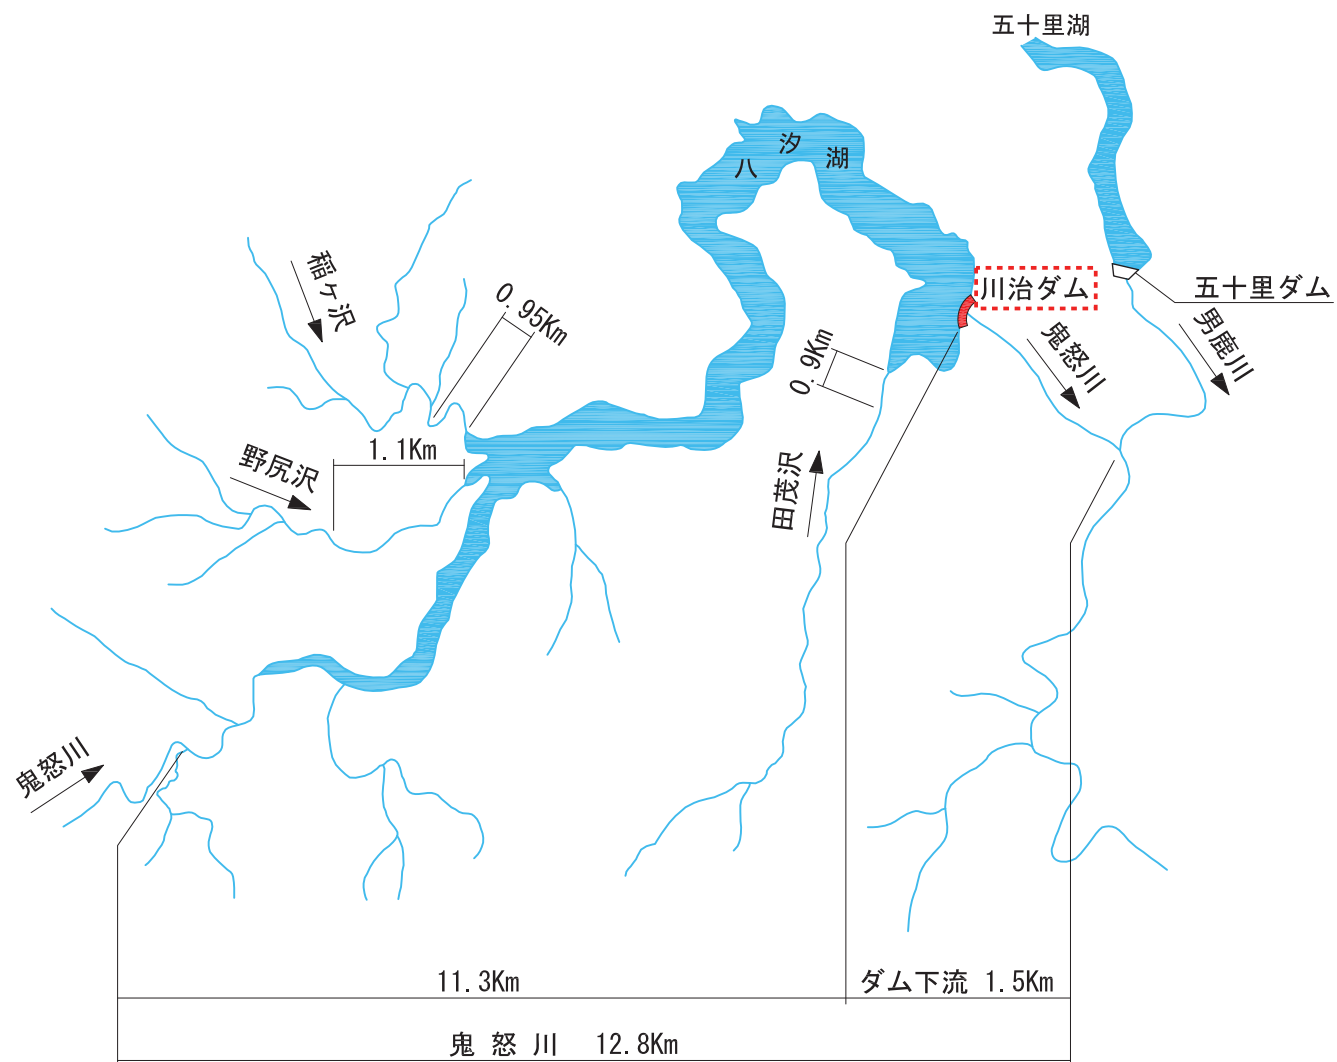 五十里湖
八汐湖
稲ヶ沢
0.95Km
川治ダム
五十里ダム
鬼怒川
男鹿川
0.9Km
1.1Km
野尻沢
田茂沢
鬼怒川
11.3Km
ダム下流 1.5Km
鬼怒川 12.8Km